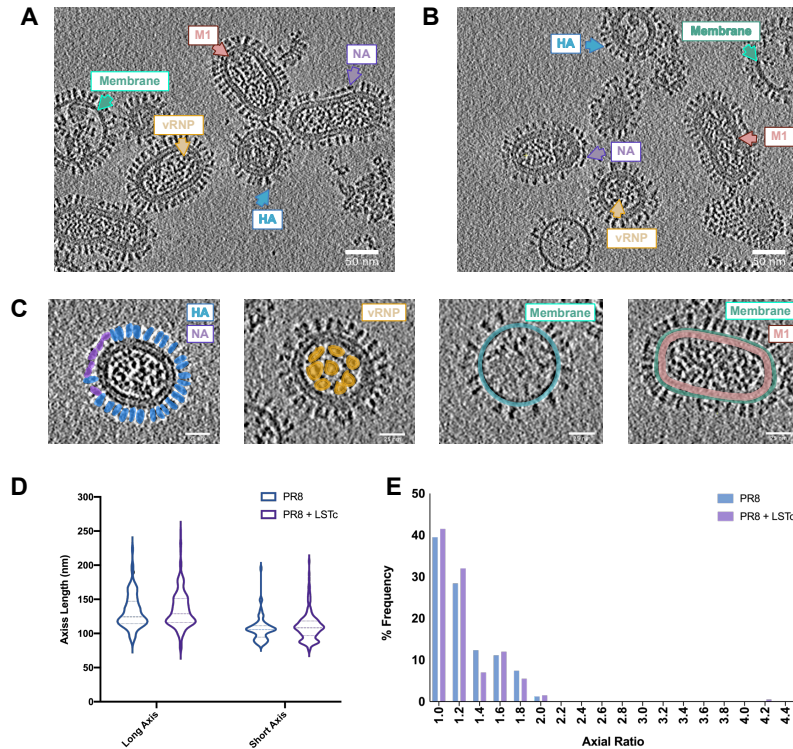 A
M1
NA
Membrane
vRNP
HA
50 nm
B
HA
Membrane
M1
NA
vRNP
50 nm
C
HA
NA
vRNP
Membrane
Membrane
M1
D
PR8
PR8 + LSTc
Axiss Length (nm)
300
250
200
150
100
50
0
Long Axis
Short Axis
E
PR8
PR8 + LSTc
% Frequency
50
40
30
20
10
0
1.0 1.2 1.4 1.6 1.8 2.0 2.2 2.4 2.6 2.8 3.0 3.2 3.4 3.6 3.8 4.0 4.2 4.4
Axial Ratio